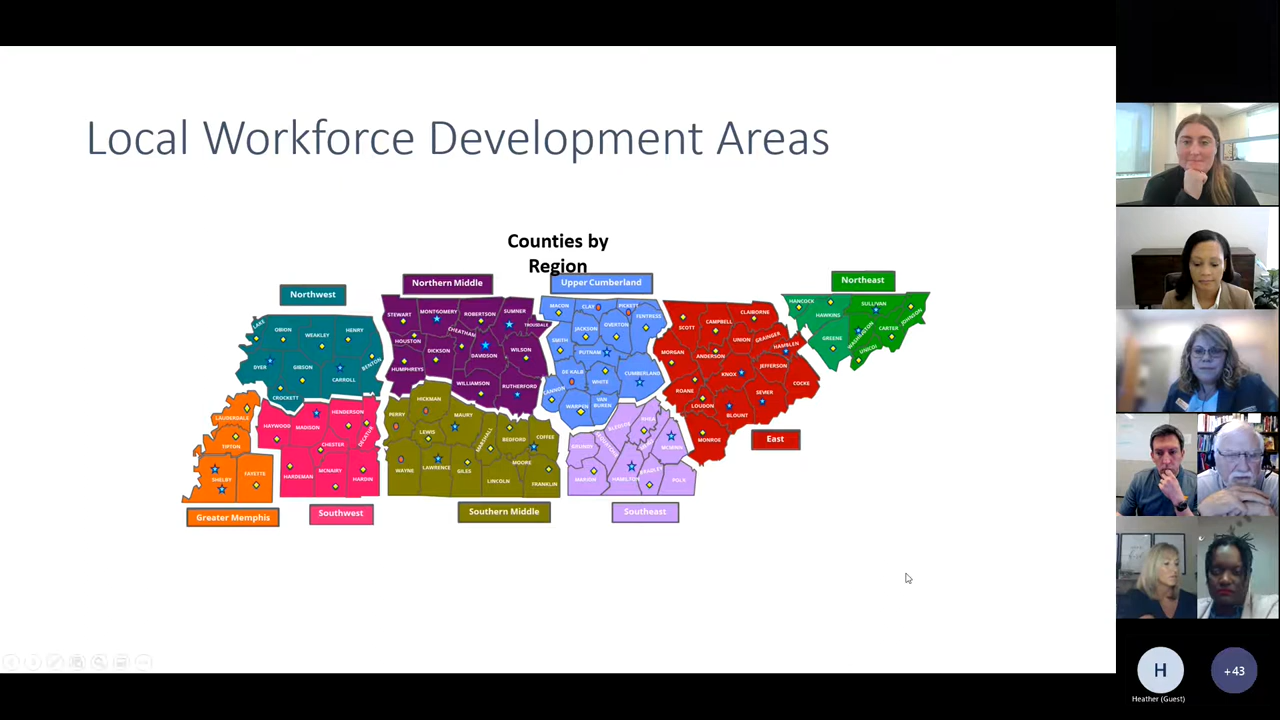 Local Workforce Development Areas
Counties by
Region
Northwest
Northern Middle
Upper Cumberland
Northeast
LAKE
OBION
WEAKLEY
HENRY
DYER
GIBSON
CARROLL
BENTON
CROCKETT
STEWART
MONTGOMERY
ROBERTSON
SUMNER
TROUSDALE
HOUSTON
CHEATHAM
DICKSON
DAVIDSON
WILSON
HUMPHREYS
WILLIAMSON
RUTHERFORD
MACON
CLAY
PICKETT
FENTRESS
JACKSON
OVERTON
SMITH
PUTNAM
DE KALB
WHITE
CUMBERLAND
CANNON
WARREN
VAN
BUREN
SCOTT
CAMPBELL
CLAIBORNE
UNION
GRAINGER
HAMBLEN
MORGAN
ANDERSON
KNOX
JEFFERSON
ROANE
COCKE
LOUDON
BLOUNT
SEVIER
MONROE
HANCOCK
HAWKINS
SULLIVAN
JOHNSON
WASHINGTON
CARTER
GREENE
UNICOI
LAUDERDALE
TIPTON
SHELBY
FAYETTE
HAYWOOD
MADISON
HENDERSON
DECATUR
CHESTER
HARDEMAN
MCNAIRY
HARDIN
HICKMAN
PERRY
MAURY
LEWIS
MARSHALL
BEDFORD
COFFEE
WAYNE
LAWRENCE
GILES
MOORE
LINCOLN
FRANKLIN
BLEDSOE
RHEA
GRUNDY
MCMINN
MARION
HAMILTON
BRADLEY
POLK
East
Greater Memphis
Southwest
Southern Middle
Southeast
H
+43
Heather (Guest)